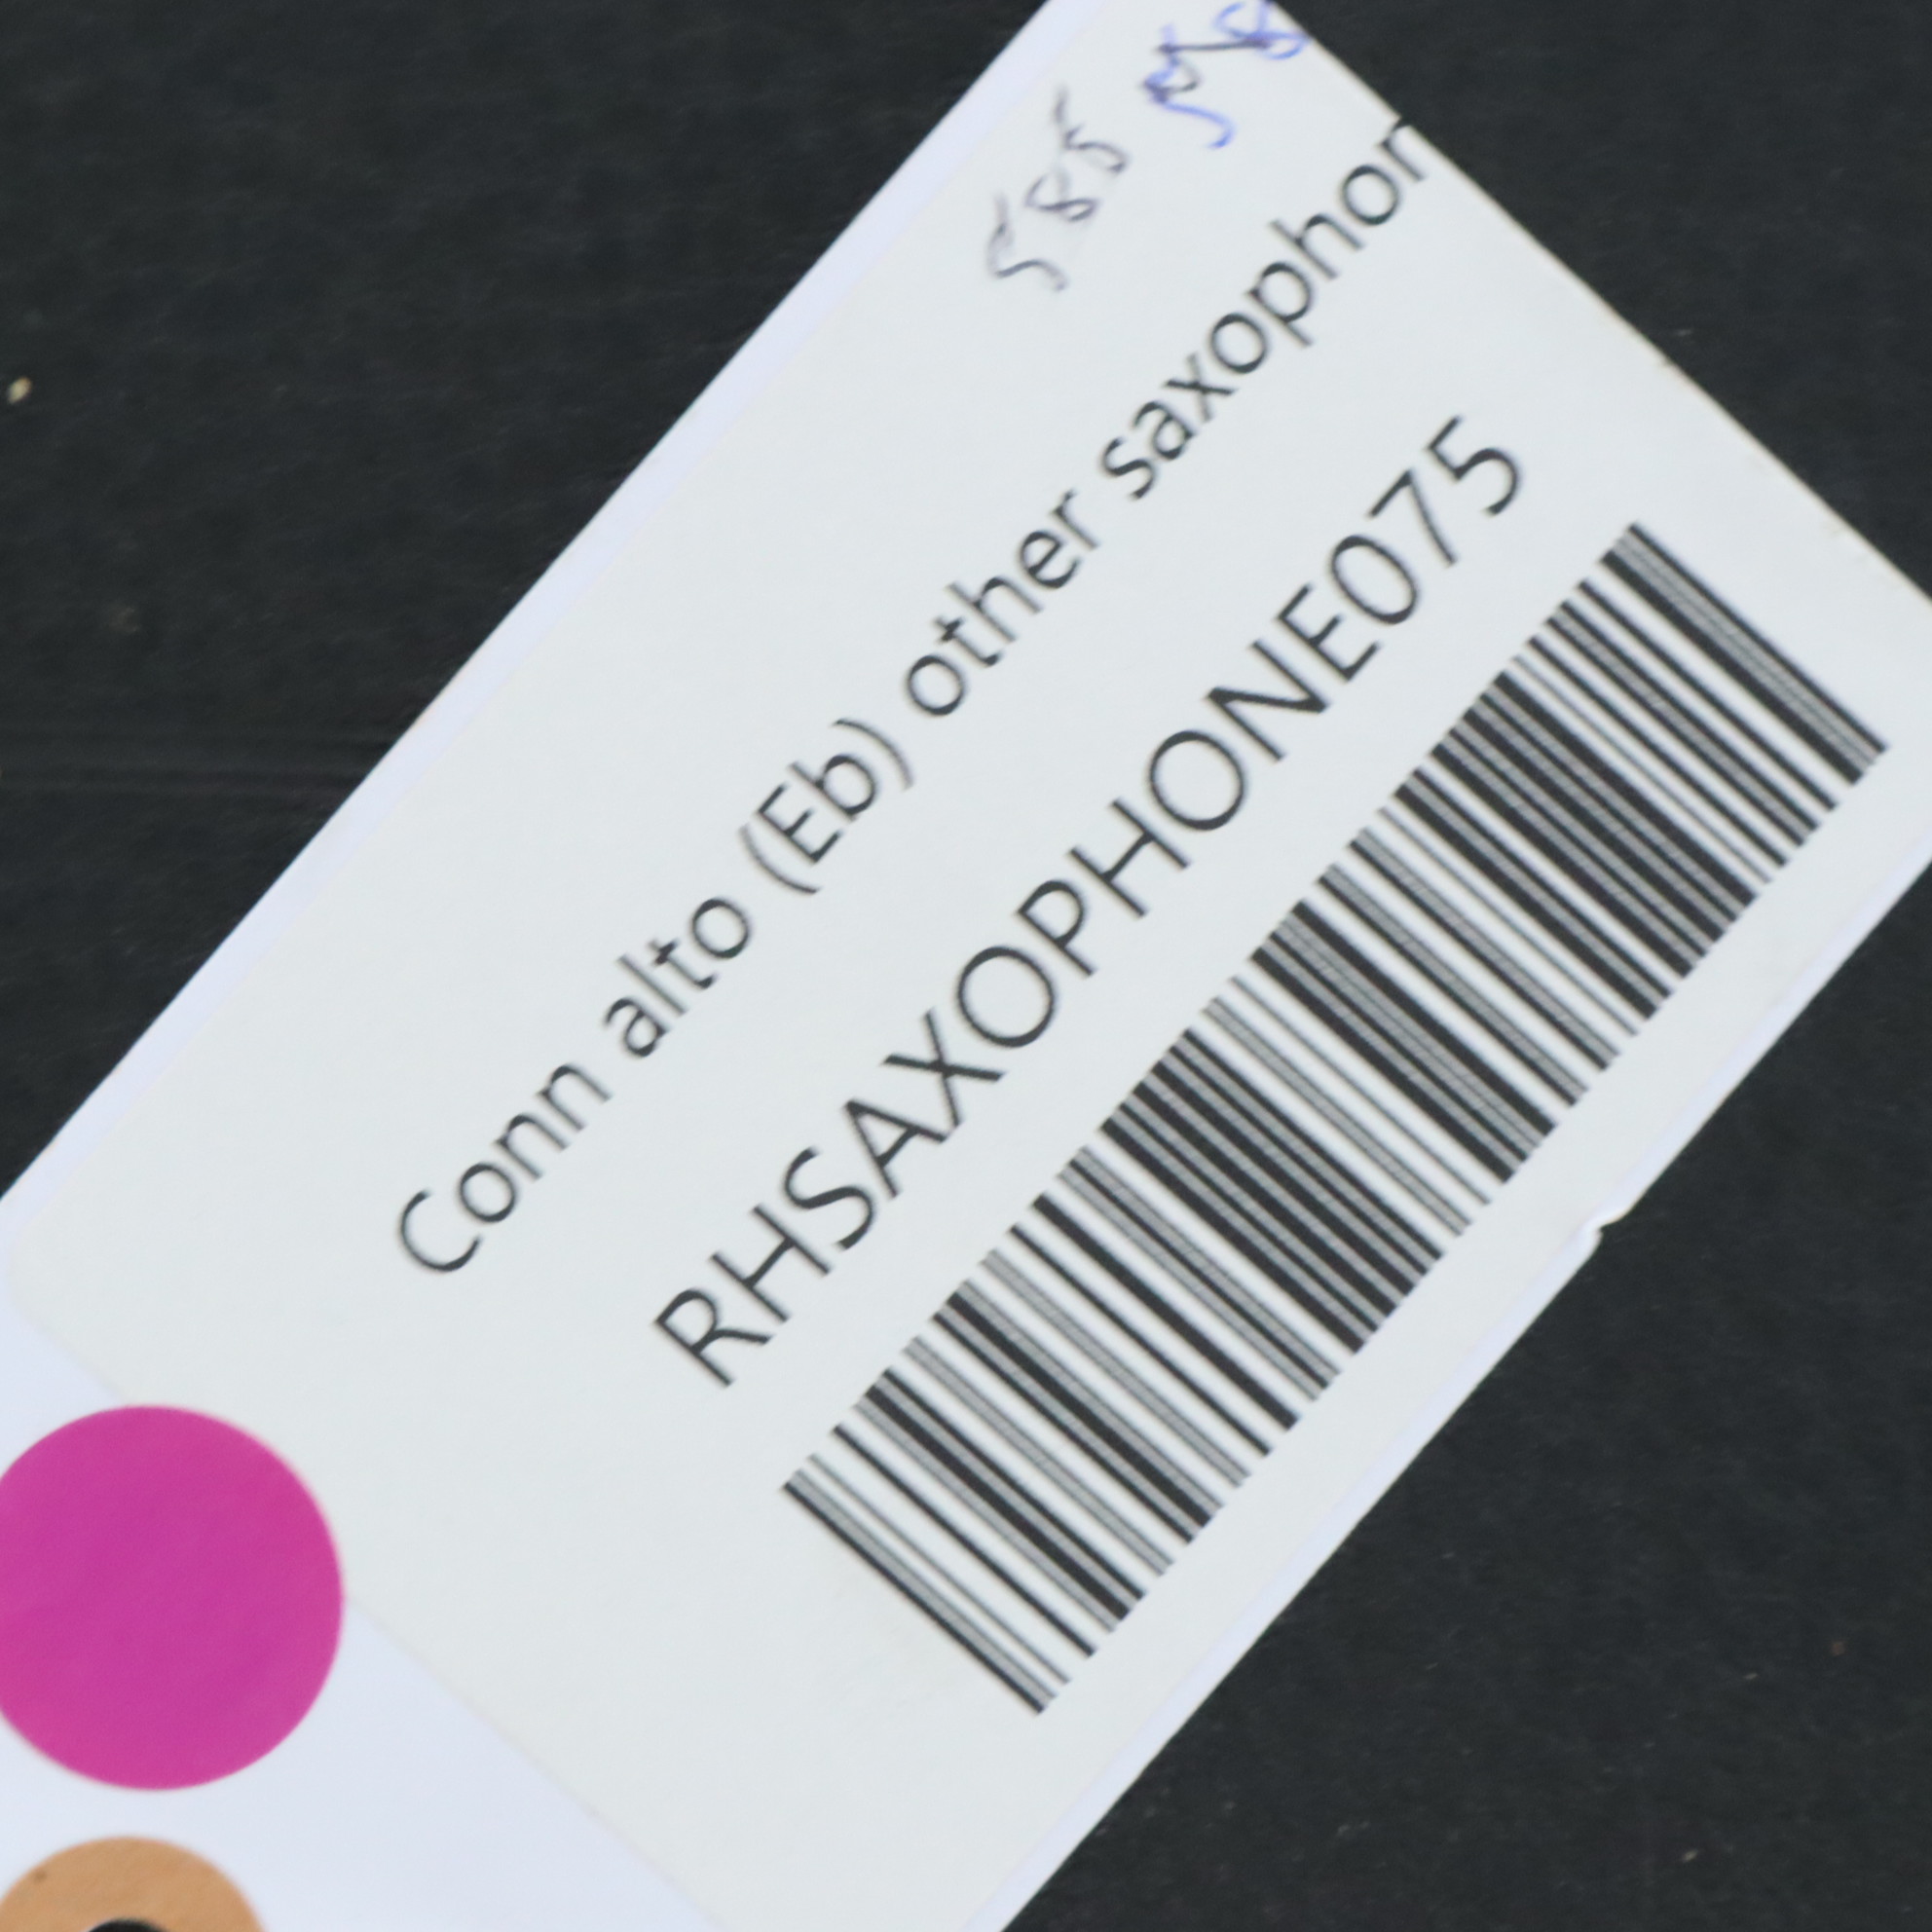 585
Conn alto (Eb) other saxophon
RHSAXOPHONE075